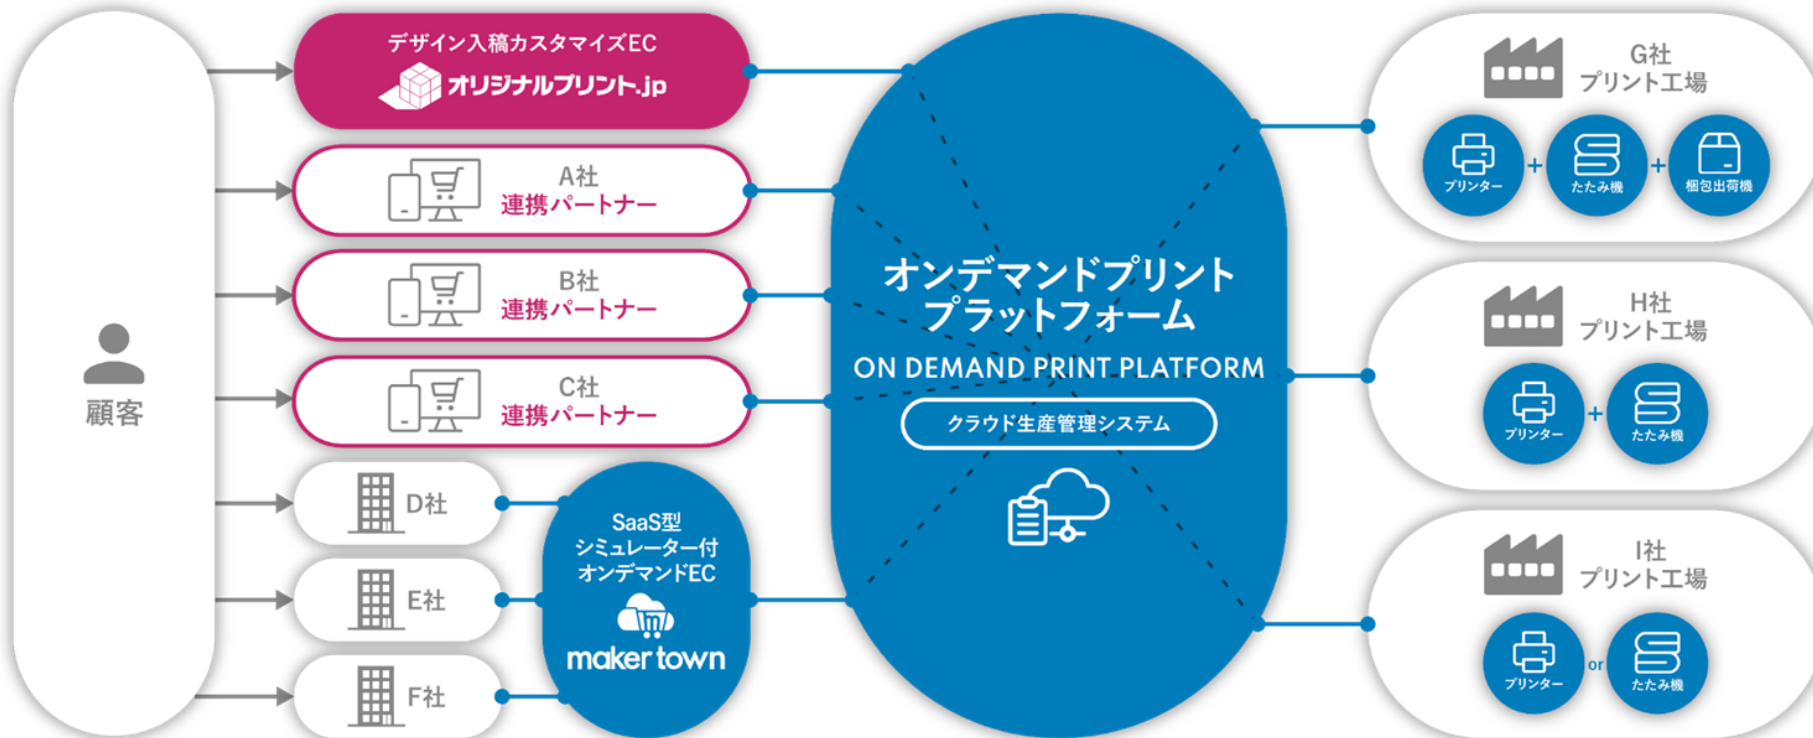 顧客
デザイン入稿カスタマイズEC
オリジナルプリント.jp
A社
連携パートナー
B社
連携パートナー
C社
連携パートナー
D社
E社
F社
SaaS型
シミュレーター付
オンデマンドEC
m
maker town
オンデマンドプリント
プラットフォーム
ON DEMAND PRINT PLATFORM
クラウド生産管理システム
G社
プリント工場
プリンター + たたみ機 + 梱包出荷機
H社
プリント工場
プリンター + たたみ機
I社
プリント工場
プリンター or たたみ機